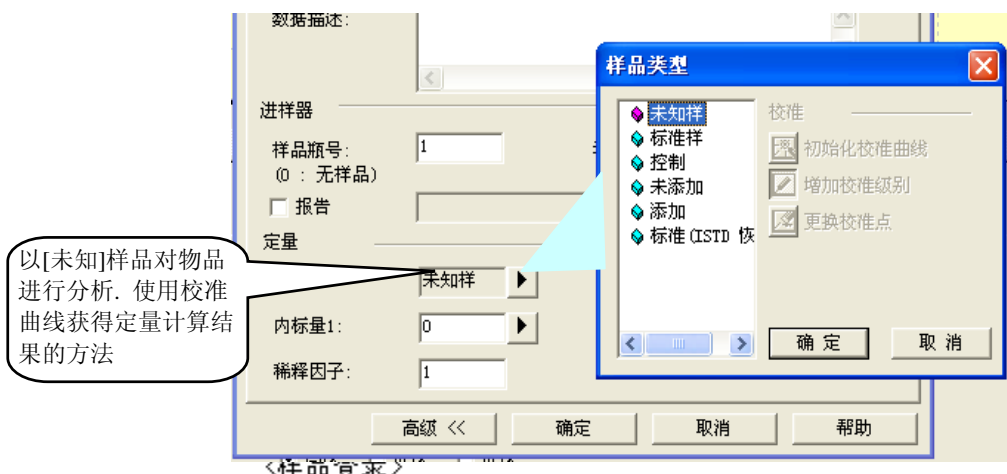 数据描述:
样品类型
未知样
标准样
控制
未添加
添加
标准(ISTD 恢
校准
初始化校准曲线
增加校准级别
更换校准点
确定
取消
进样器
样品瓶号:
1
(0 : 无样品)
报告
定量
未知样
以[未知]样品对物品
进行分析. 使用校准
曲线获得定量计算结
果的方法
内标量1:
0
稀释因子:
1
高级 <<
确定
取消
帮助
<样品登录>